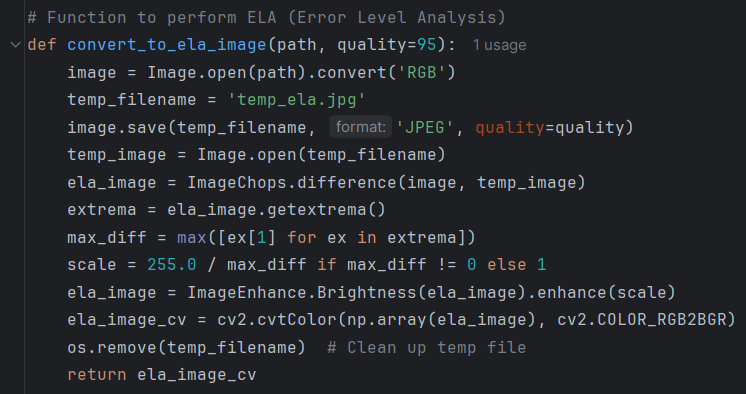 # Function to perform ELA (Error Level Analysis)
def convert_to_ela_image(path, quality=95): 1 usage
    image = Image.open(path).convert('RGB')
    temp_filename = 'temp_ela.jpg'
    image.save(temp_filename, format: 'JPEG', quality=quality)
    temp_image = Image.open(temp_filename)
    ela_image = ImageChops.difference(image, temp_image)
    extrema = ela_image.getextrema()
    max_diff = max([ex[1] for ex in extrema])
    scale = 255.0 / max_diff if max_diff != 0 else 1
    ela_image = ImageEnhance.Brightness(ela_image).enhance(scale)
    ela_image_cv = cv2.cvtColor(np.array(ela_image), cv2.COLOR_RGB2BGR)
    os.remove(temp_filename)  # Clean up temp file
    return ela_image_cv